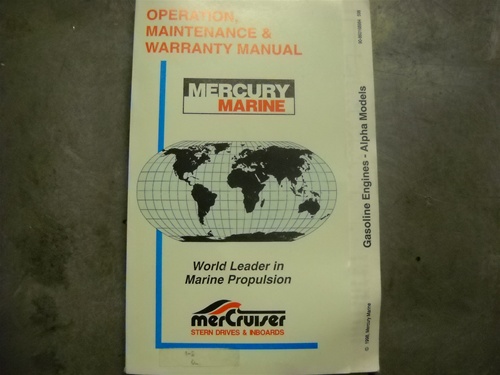 OPERATION,
MAINTENANCE &
WARRANTY MANUAL
MERCURY
MARINE
World Leader in
Marine Propulsion
merCruiser
STERN DRIVES & INBOARDS
Gasoline Engines - Alpha Models